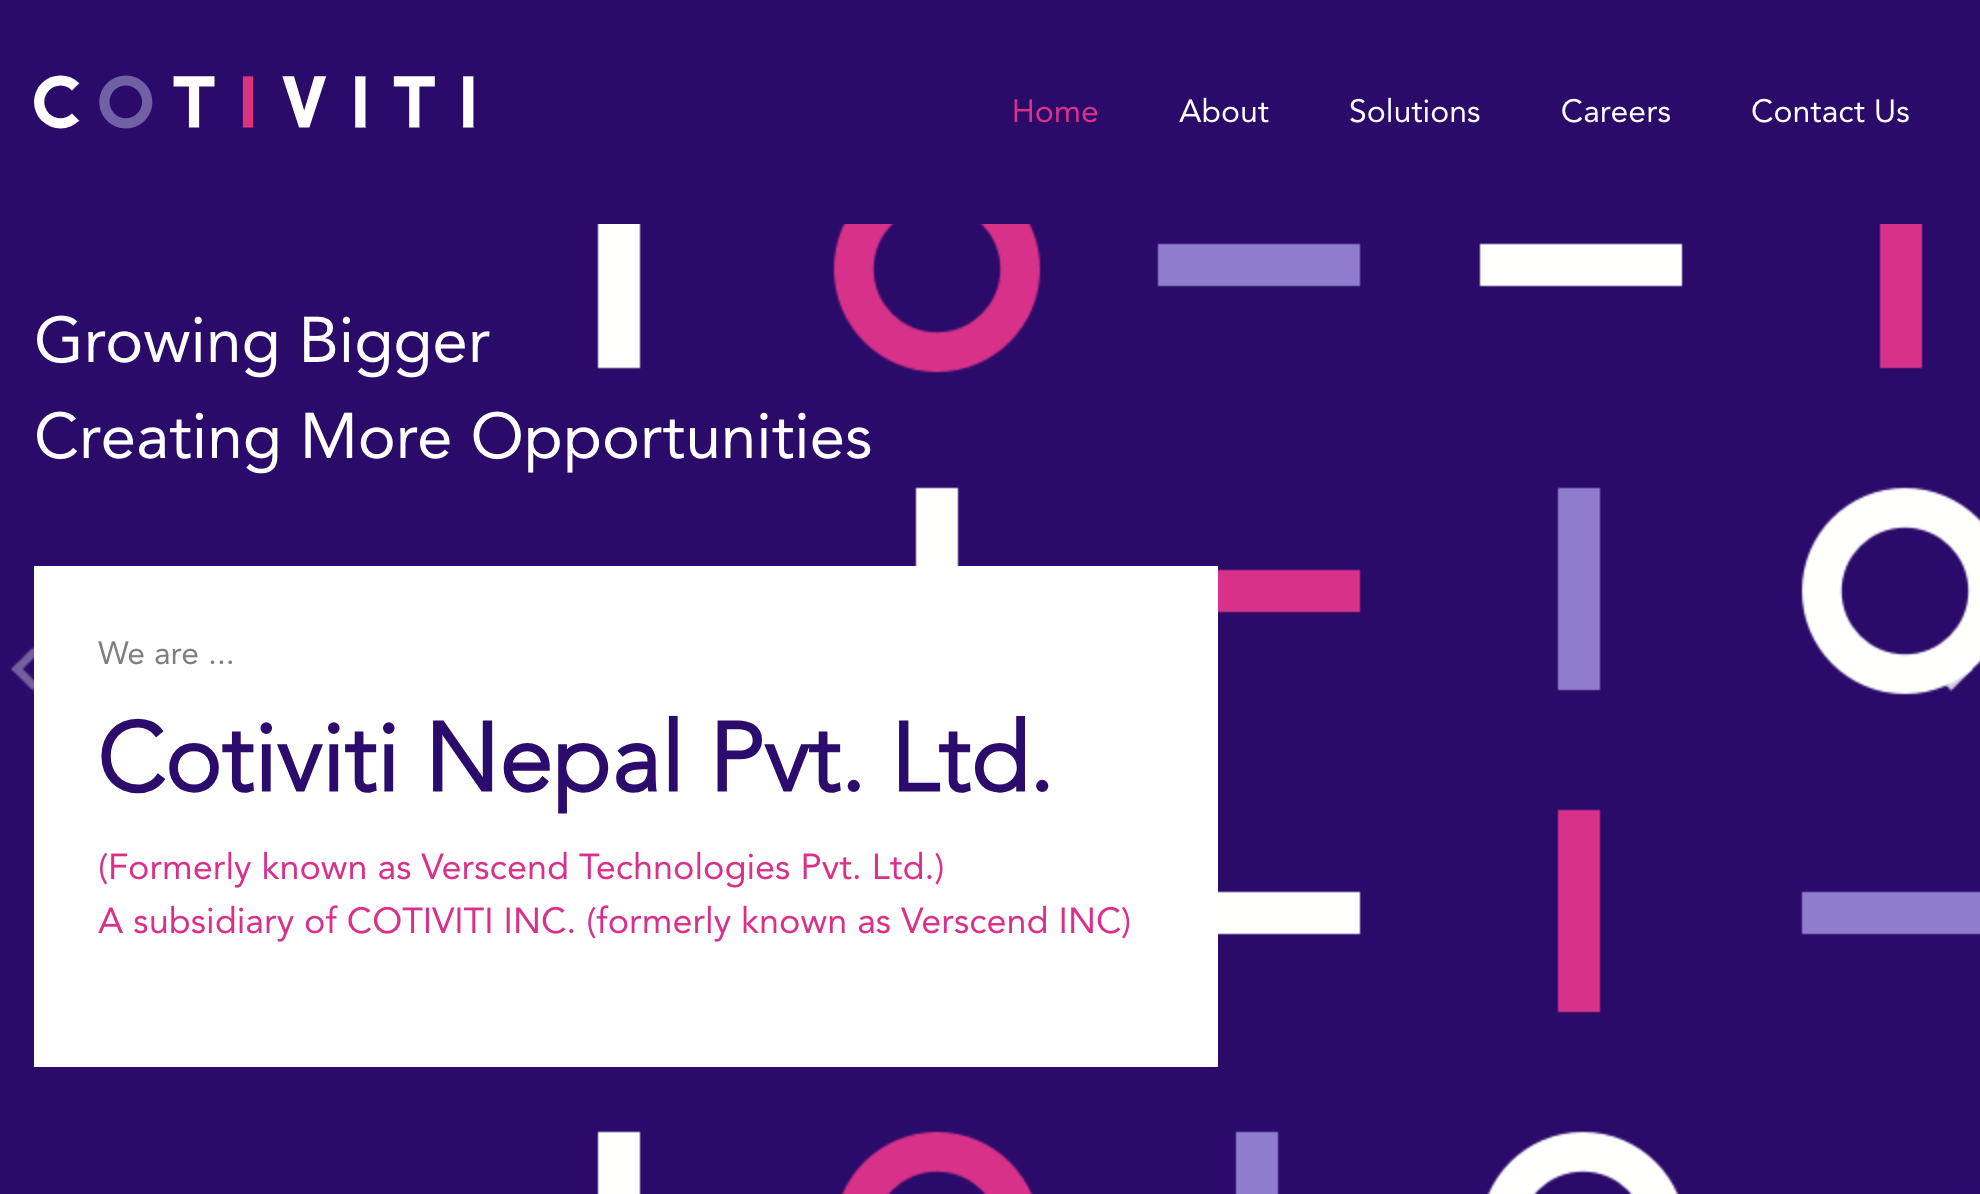 COTIVITI
Home About Solutions Careers Contact Us
Growing Bigger
Creating More Opportunities
We are ...
Cotiviti Nepal Pvt. Ltd.
(Formerly known as Verscend Technologies Pvt. Ltd.)
A subsidiary of COTIVITI INC. (formerly known as Verscend INC)